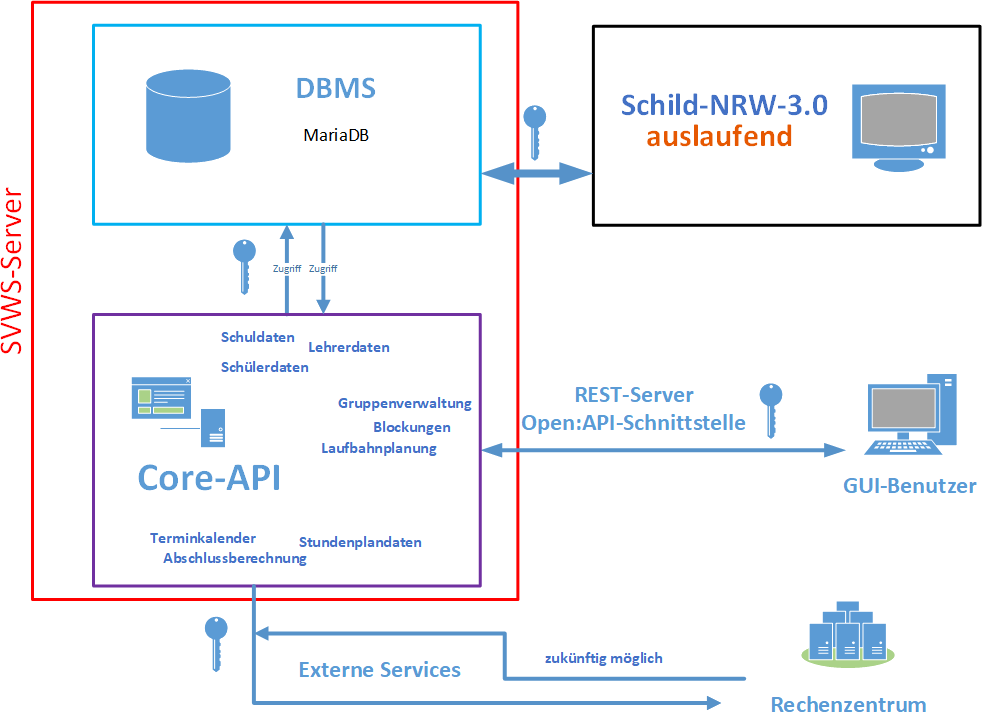 SVWS-Server
DBMS
MariaDB
Schild-NRW-3.0
auslaufend
Zugriff Zugriff
Schuldaten
Lehrerdaten
Schülerdaten
Gruppenverwaltung
Blockungen
Laufbahnplanung
Core-API
Terminkalender
Stundenplandaten
Abschlussberechnung
REST-Server
Open:API-Schnittstelle
GUI-Benutzer
Externe Services
zukünftig möglich
Rechenzentrum